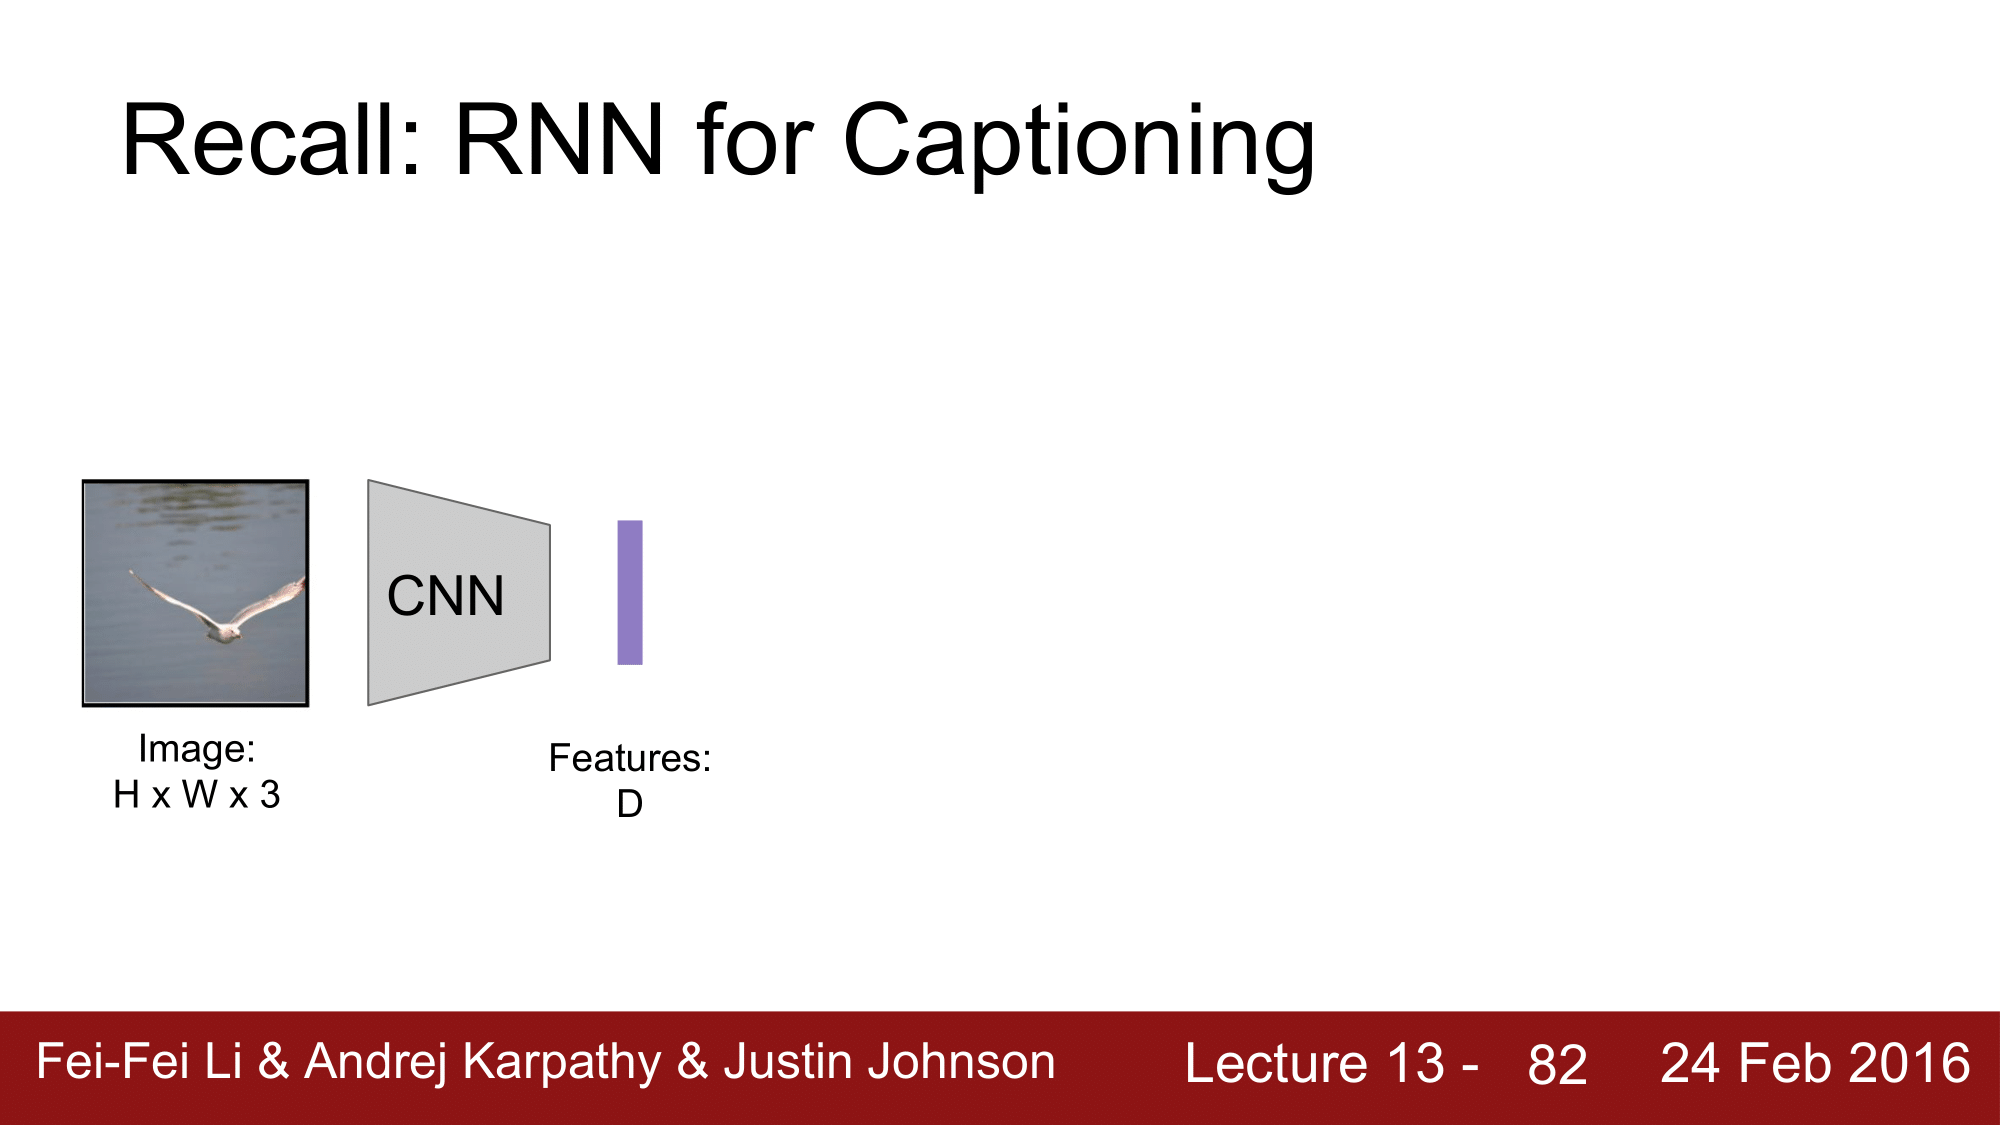 Recall: RNN for Captioning
CNN
Image:
H x W x 3
Features:
D
Fei-Fei Li & Andrej Karpathy & Justin Johnson
Lecture 13 - 82
24 Feb 2016